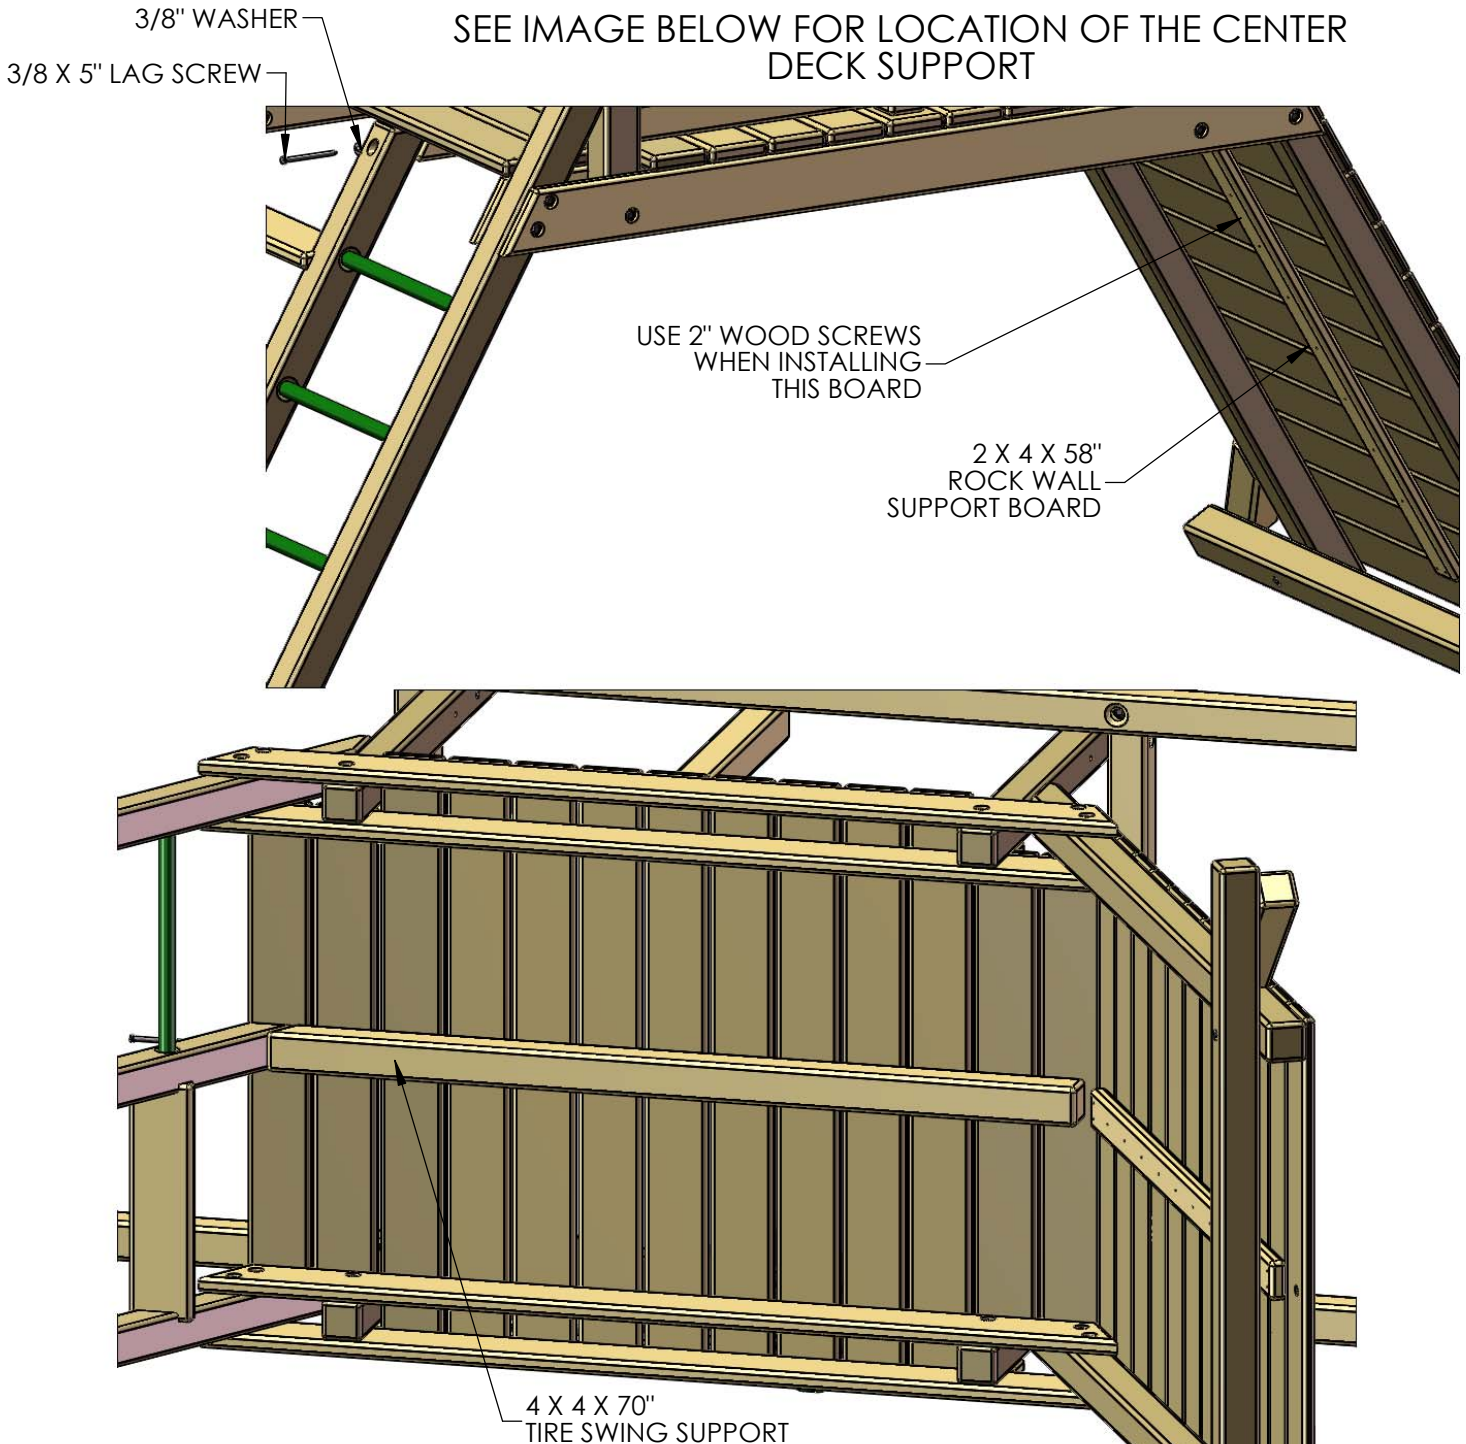 3/8" WASHER
SEE IMAGE BELOW FOR LOCATION OF THE CENTER
DECK SUPPORT
3/8 X 5" LAG SCREW
USE 2" WOOD SCREWS
WHEN INSTALLING
THIS BOARD
2 X 4 X 58"
ROCK WALL
SUPPORT BOARD
4 X 4 X 70"
TIRE SWING SUPPORT